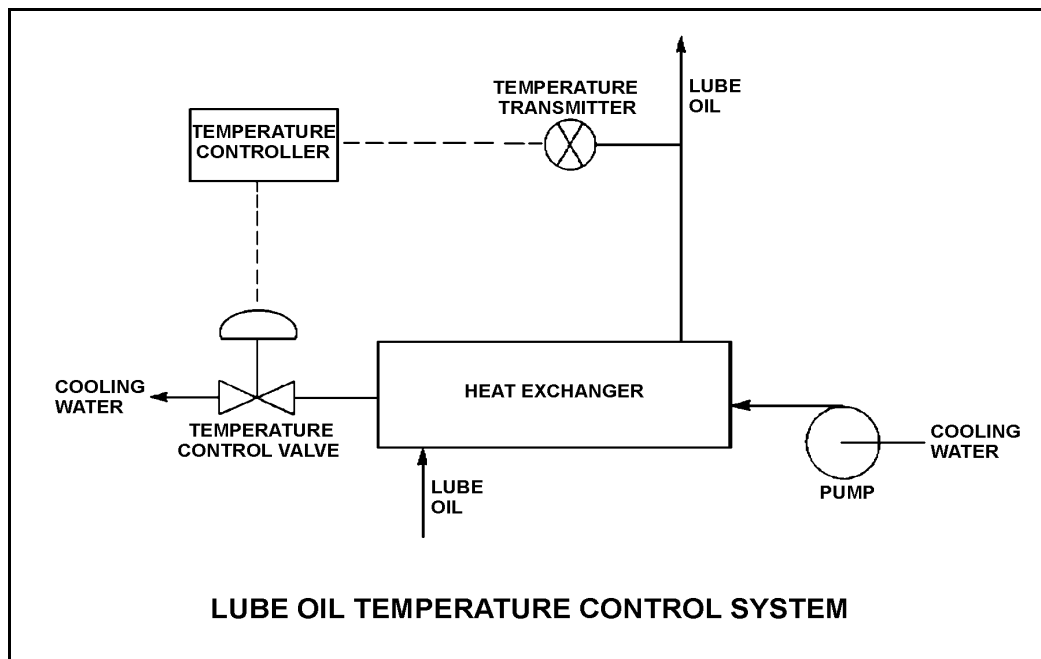 TEMPERATURE
TRANSMITTER
LUBE
OIL
TEMPERATURE
CONTROLLER
COOLING
WATER
HEAT EXCHANGER
TEMPERATURE
CONTROL VALVE
COOLING
WATER
PUMP
LUBE
OIL
LUBE OIL TEMPERATURE CONTROL SYSTEM